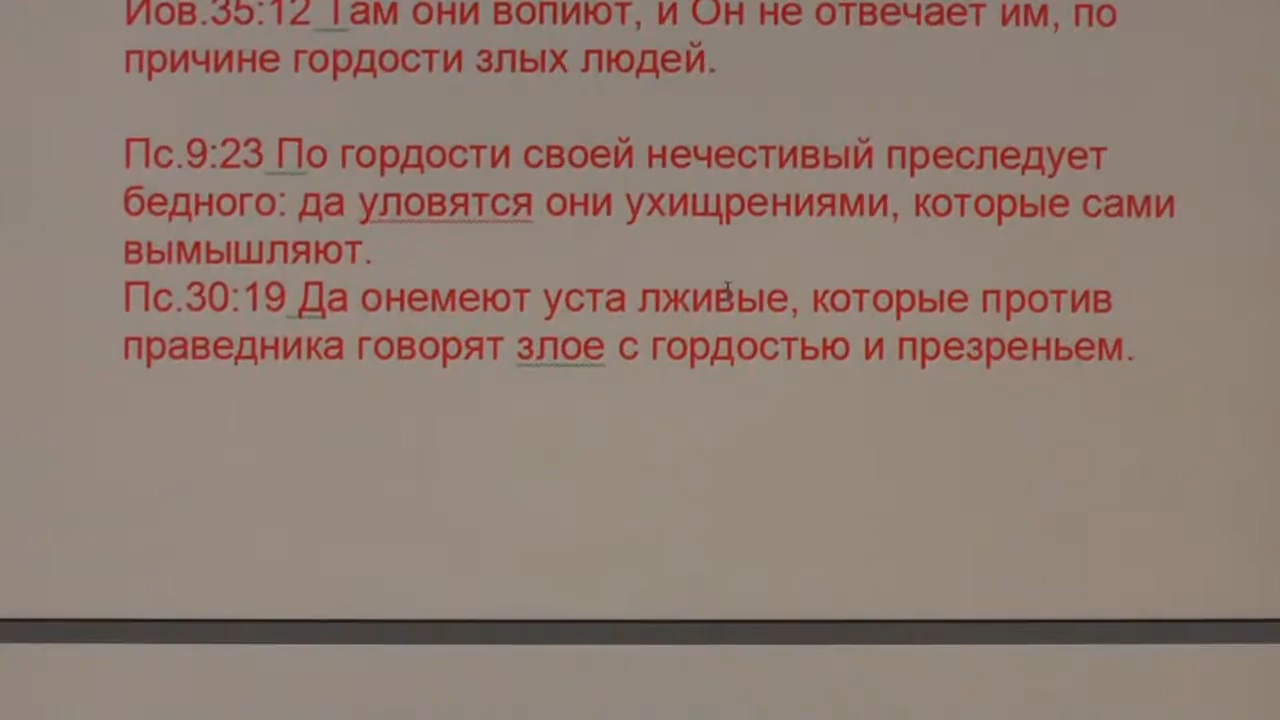 Иов.35:12 Там они вопиют, и Он не отвечает им, по
причине гордости злых людей.
Пс.9:23 По гордости своей нечестивый преследует
бедного: да уловятся они ухищрениями, которые сами
вымышляют.
Пс.30:19 Да онемеют уста лживые, которые против
праведника говорят злое с гордостью и презреньем.